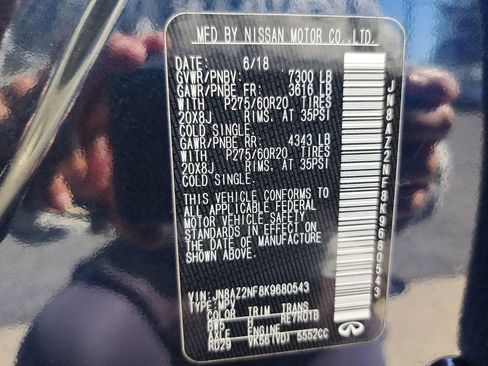 MFD BY NISSAN MOTOR CO.,LTD.
DATE: 6/18
GVWR/PNBV: 7300 LB
GAWR/PNBE FR: 3616 LB
WITH P275/60R20 TIRES
20X8J RIMS, AT 35PSI
COLD SINGLE
GAWR/PNBE RR: 4343 LB
WITH P275/60R20 TIRES
20X8J RIMS, AT 35PSI
COLD SINGLE
THIS VEHICLE CONFORMS TO
ALL APPLICABLE FEDERAL
MOTOR VEHICLE SAFETY
STANDARDS IN EFFECT ON
THE DATE OF MANUFACTURE
SHOWN ABOVE.
VIN: JN8AZ2NF8K9680543
TYPE: MPV
COLOR TRIM TRANS
BW5 RE7R01B
AXLE ENGINE
RD29 VK56(VD) 5552CC
JN8AZ2NF8K9680543
INFINITI